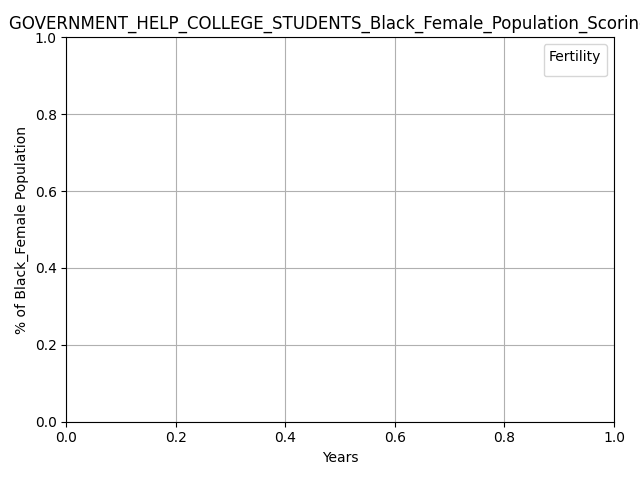 GOVERNMENT_HELP_COLLEGE_STUDENTS_Black_Female_Population_Scorin
Fertility
% of Black_Female Population
1.0
0.8
0.6
0.4
0.2
0.0
0.0 0.2 0.4 0.6 0.8 1.0
Years